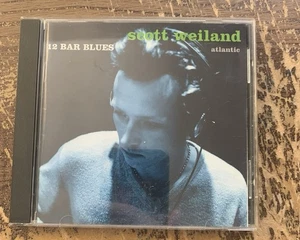 scott weiland
12 BAR BLUES
atlantic